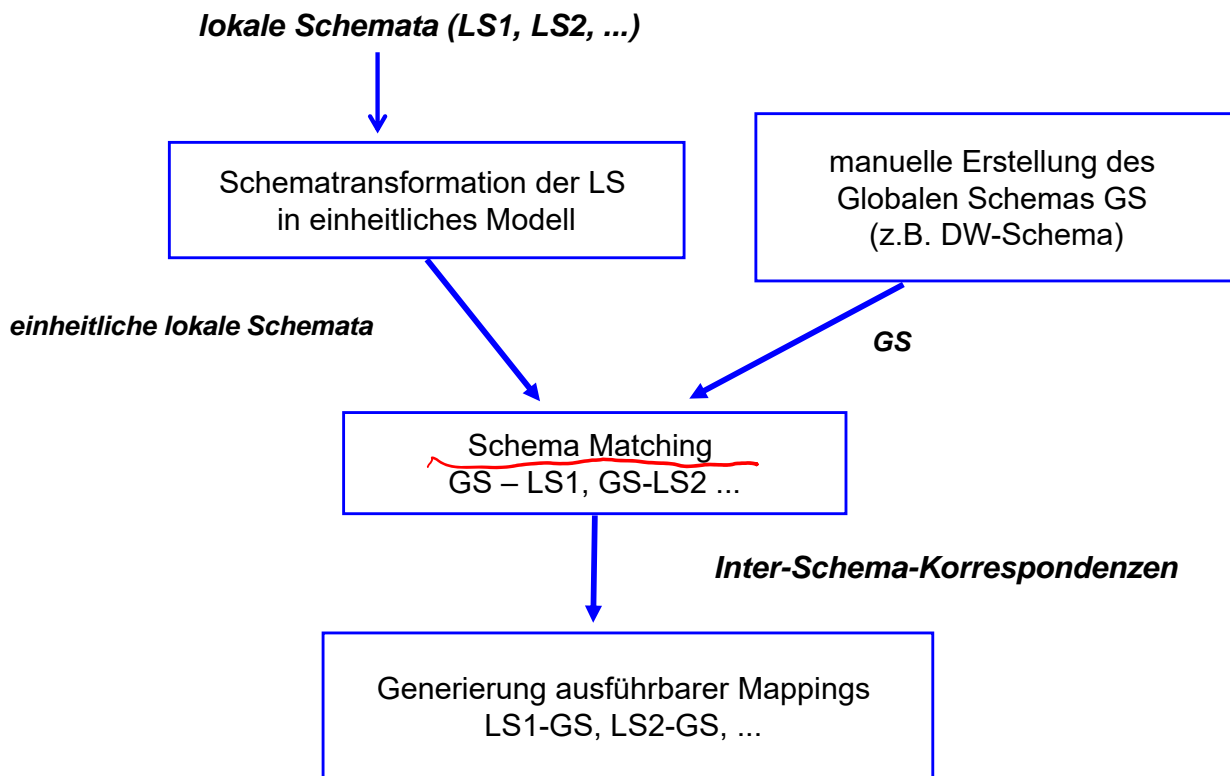 lokale Schemata (LS1, LS2, ...)
Schematransformation der LS
in einheitliches Modell
manuelle Erstellung des
Globalen Schemas GS
(z.B. DW-Schema)
einheitliche lokale Schemata
GS
Schema Matching
GS – LS1, GS-LS2 ...
Inter-Schema-Korrespondenzen
Generierung ausführbarer Mappings
LS1-GS, LS2-GS, ...